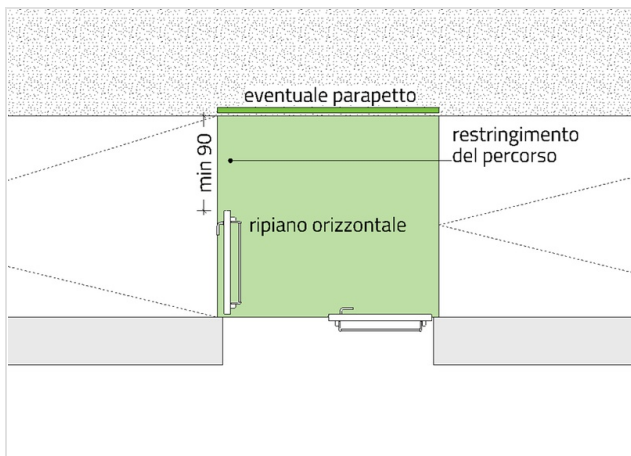 eventuale parapetto
restringimento
del percorso
min 90
ripiano orizzontale